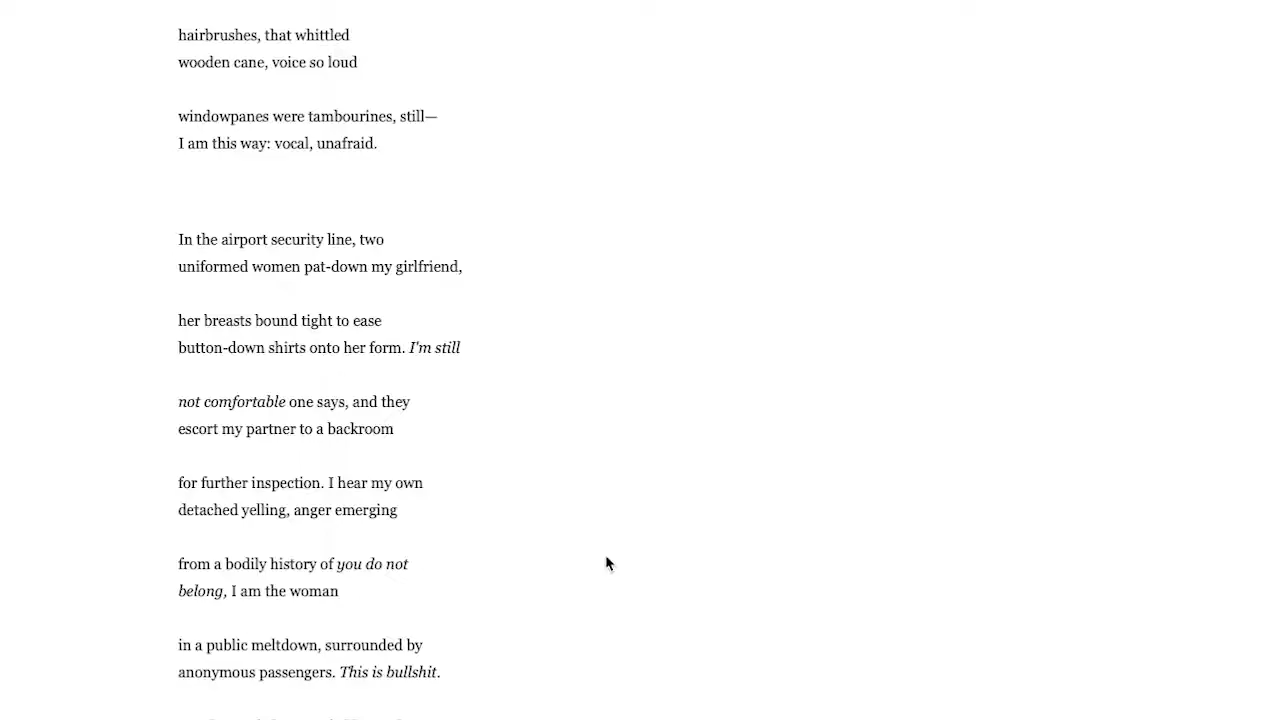 hairbrushes, that whittled
wooden cane, voice so loud
windowpanes were tambourines, still—
I am this way: vocal, unafraid.
In the airport security line, two
uniformed women pat-down my girlfriend,
her breasts bound tight to ease
button-down shirts onto her form. I'm still
not comfortable one says, and they
escort my partner to a backroom
for further inspection. I hear my own
detached yelling, anger emerging
from a bodily history of you do not
belong, I am the woman
in a public meltdown, surrounded by
anonymous passengers. This is bullshit.